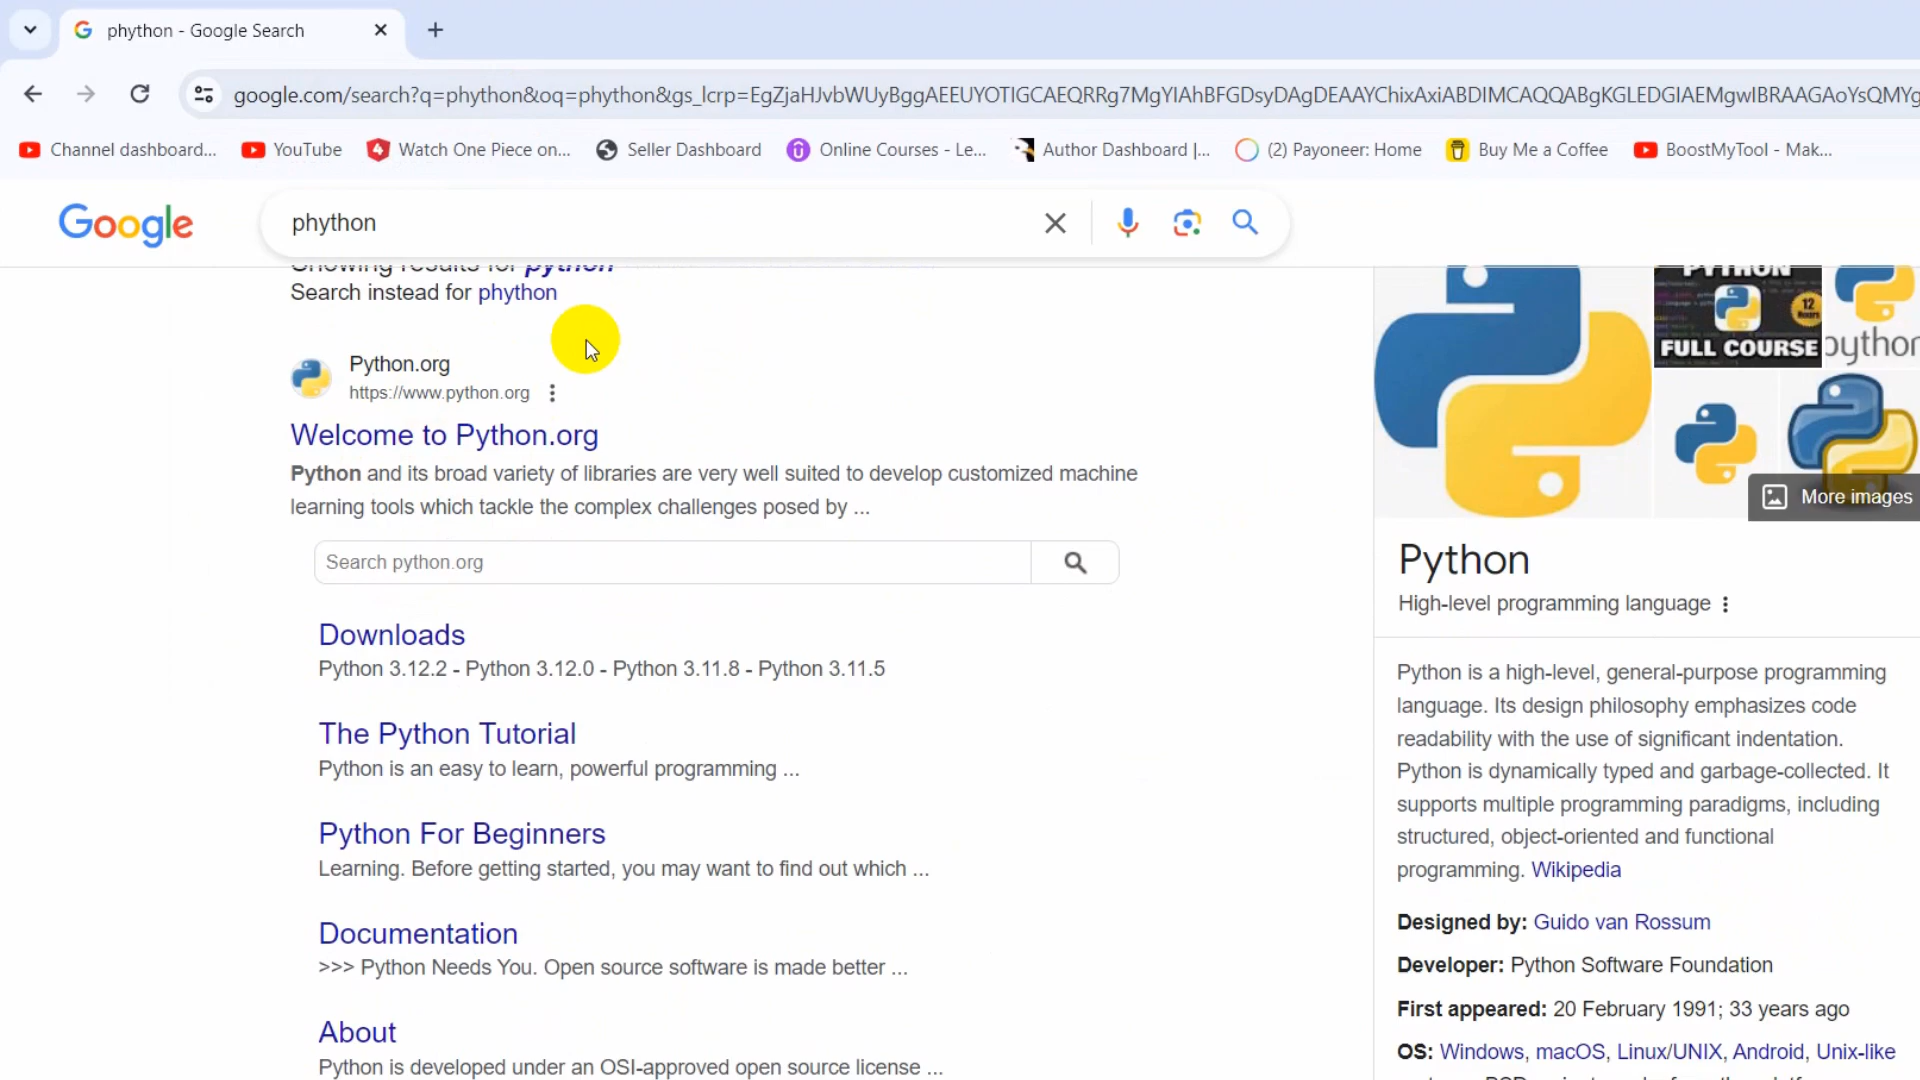 phython - Google Search
google.com/search?q=phython&oq=phython&gs_lcrp=EgZjaHJvbWUyBggAEEUYOTIGCAEQRRg7MgYIAhBFGDsyDAgDEAAYChixAxiABDIMCAQQABgKGLEDGIAEMgwIBRAAGAoYsQMYg
Channel dashboard... YouTube Watch One Piece on... Seller Dashboard Online Courses - Le... Author Dashboard |... (2) Payoneer: Home Buy Me a Coffee BoostMyTool - Mak...
Google
phython
Showing results for python
Search instead for phython
Python.org
https://www.python.org
Welcome to Python.org
Python and its broad variety of libraries are very well suited to develop customized machine
learning tools which tackle the complex challenges posed by ...
Search python.org
Downloads
Python 3.12.2 - Python 3.12.0 - Python 3.11.8 - Python 3.11.5
The Python Tutorial
Python is an easy to learn, powerful programming ...
Python For Beginners
Learning. Before getting started, you may want to find out which ...
Documentation
>>> Python Needs You. Open source software is made better ...
About
Python is developed under an OSI-approved open source license ...
PYTHON
12
Hours
FULL COURSE
python
More images
Python
High-level programming language
Python is a high-level, general-purpose programming
language. Its design philosophy emphasizes code
readability with the use of significant indentation.
Python is dynamically typed and garbage-collected. It
supports multiple programming paradigms, including
structured, object-oriented and functional
programming. Wikipedia
Designed by: Guido van Rossum
Developer: Python Software Foundation
First appeared: 20 February 1991; 33 years ago
OS: Windows, macOS, Linux/UNIX, Android, Unix-like